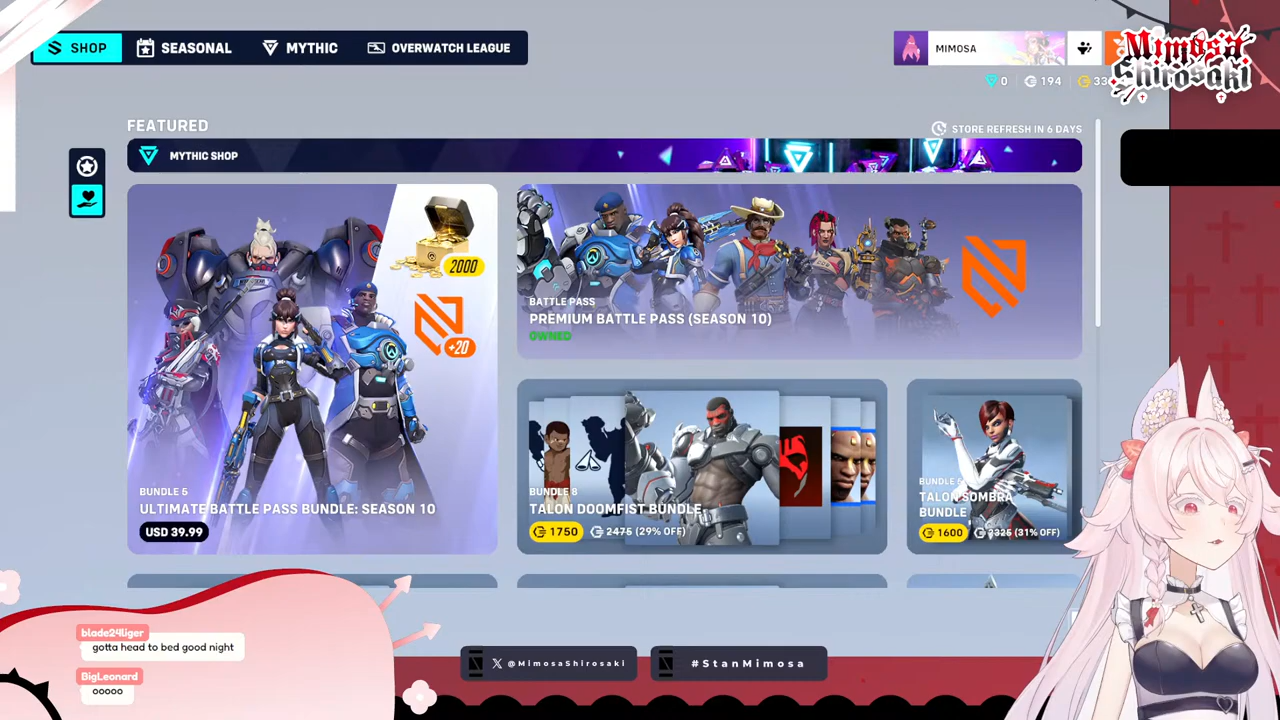 SHOP
SEASONAL
MYTHIC
OVERWATCH LEAGUE
MIMOSA
Mimosa
Shirosaki
0
194
FEATURED
STORE REFRESH IN 6 DAYS
MYTHIC SHOP
2000
+20
BUNDLE 5
ULTIMATE BATTLE PASS BUNDLE: SEASON 10
USD 39.99
BATTLE PASS
PREMIUM BATTLE PASS (SEASON 10)
OWNED
BUNDLE 8
TALON DOOMFIST BUNDLE
1750
2475 (29% OFF)
TALON SOMBRA
BUNDLE
1600
2325 (31% OFF)
blade24liger
gotta head to bed good night
BigLeonard
ooooo
X @MimosaShirosaki
#StanMimosa